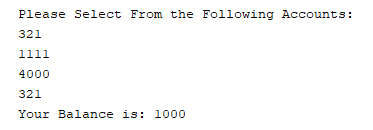 Please Select From the Following Accounts:
321
1111
4000
321
Your Balance is: 1000